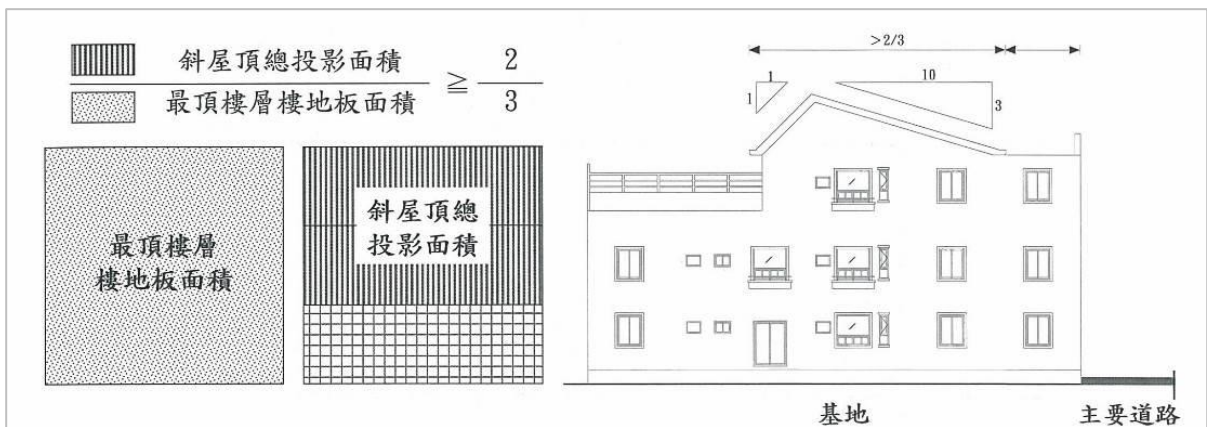 斜屋頂總投影面積
最頂樓層樓地板面積
≧
2
3
最頂樓層
樓地板面積
斜屋頂總
投影面積
>2/3
1
1
10
3
基地
主要道路